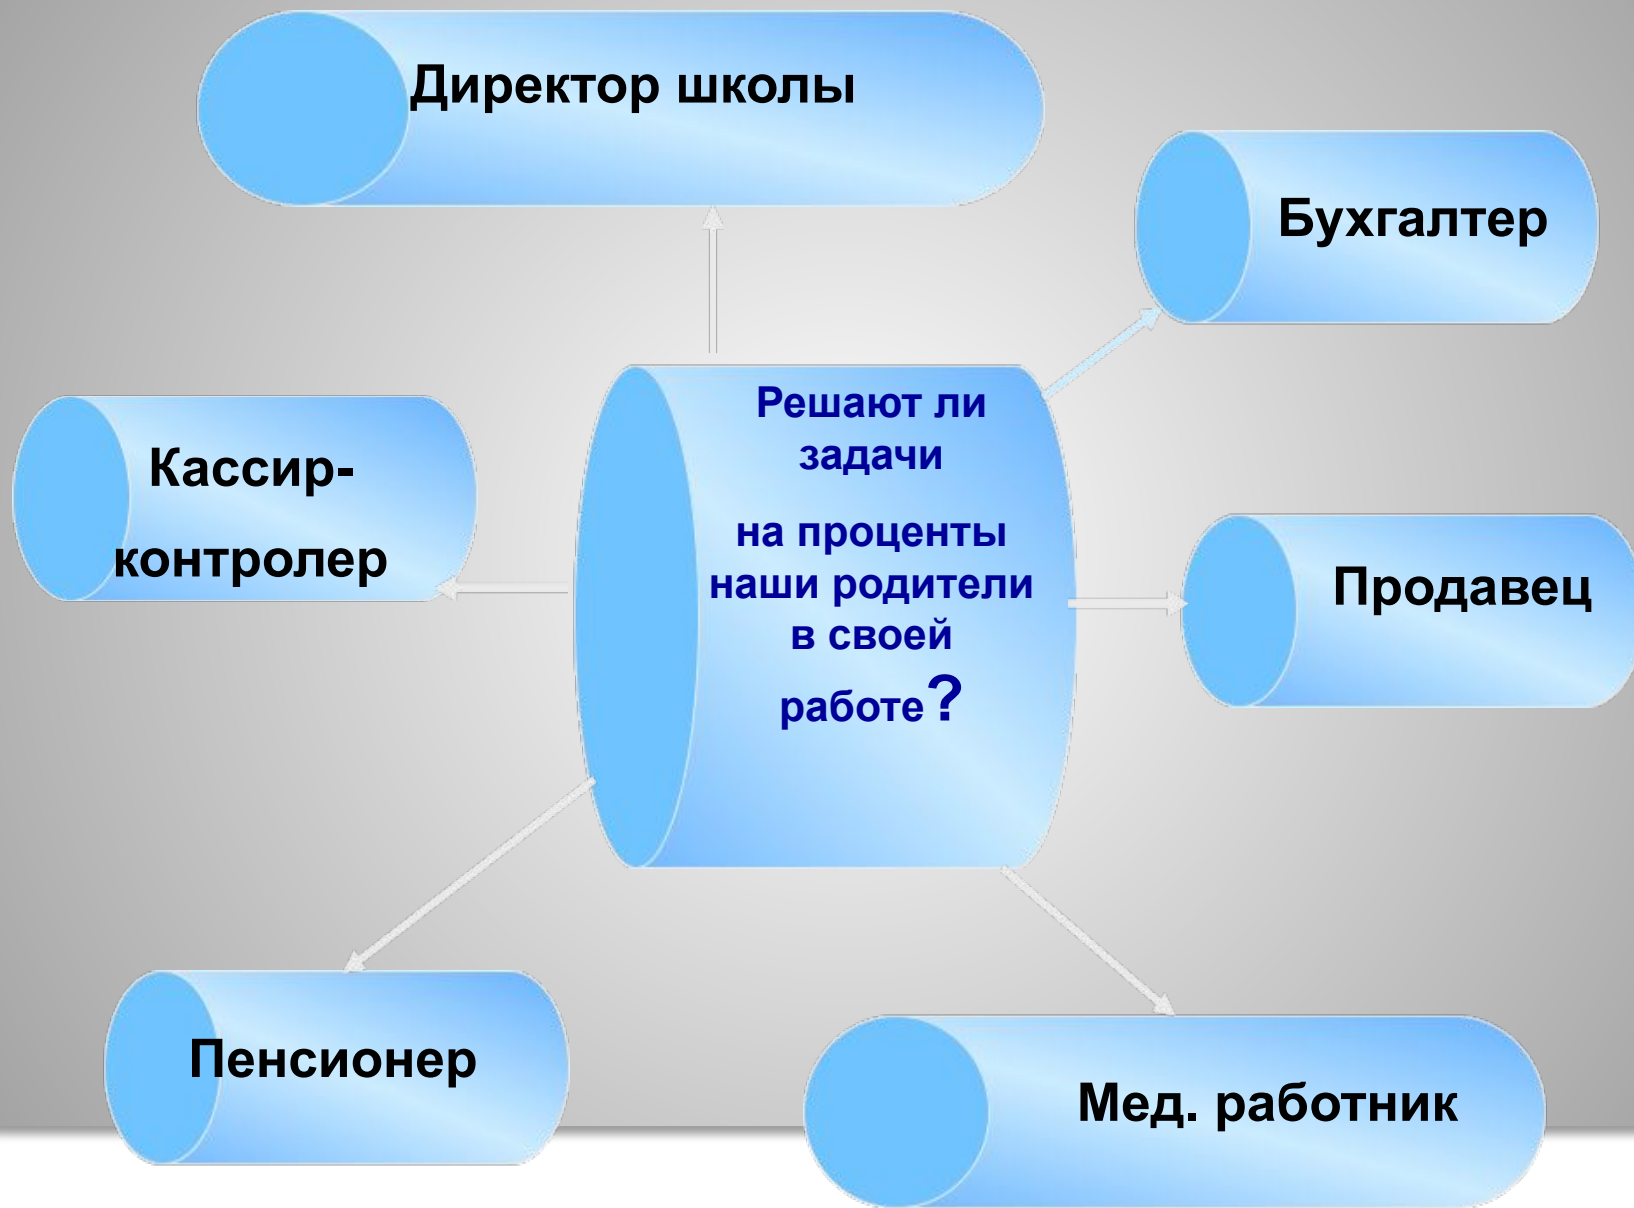 Директор школы
Бухгалтер
Кассир-
контролер
Решают ли
задачи
на проценты
наши родители
в своей
работе?
Продавец
Пенсионер
Мед. работник